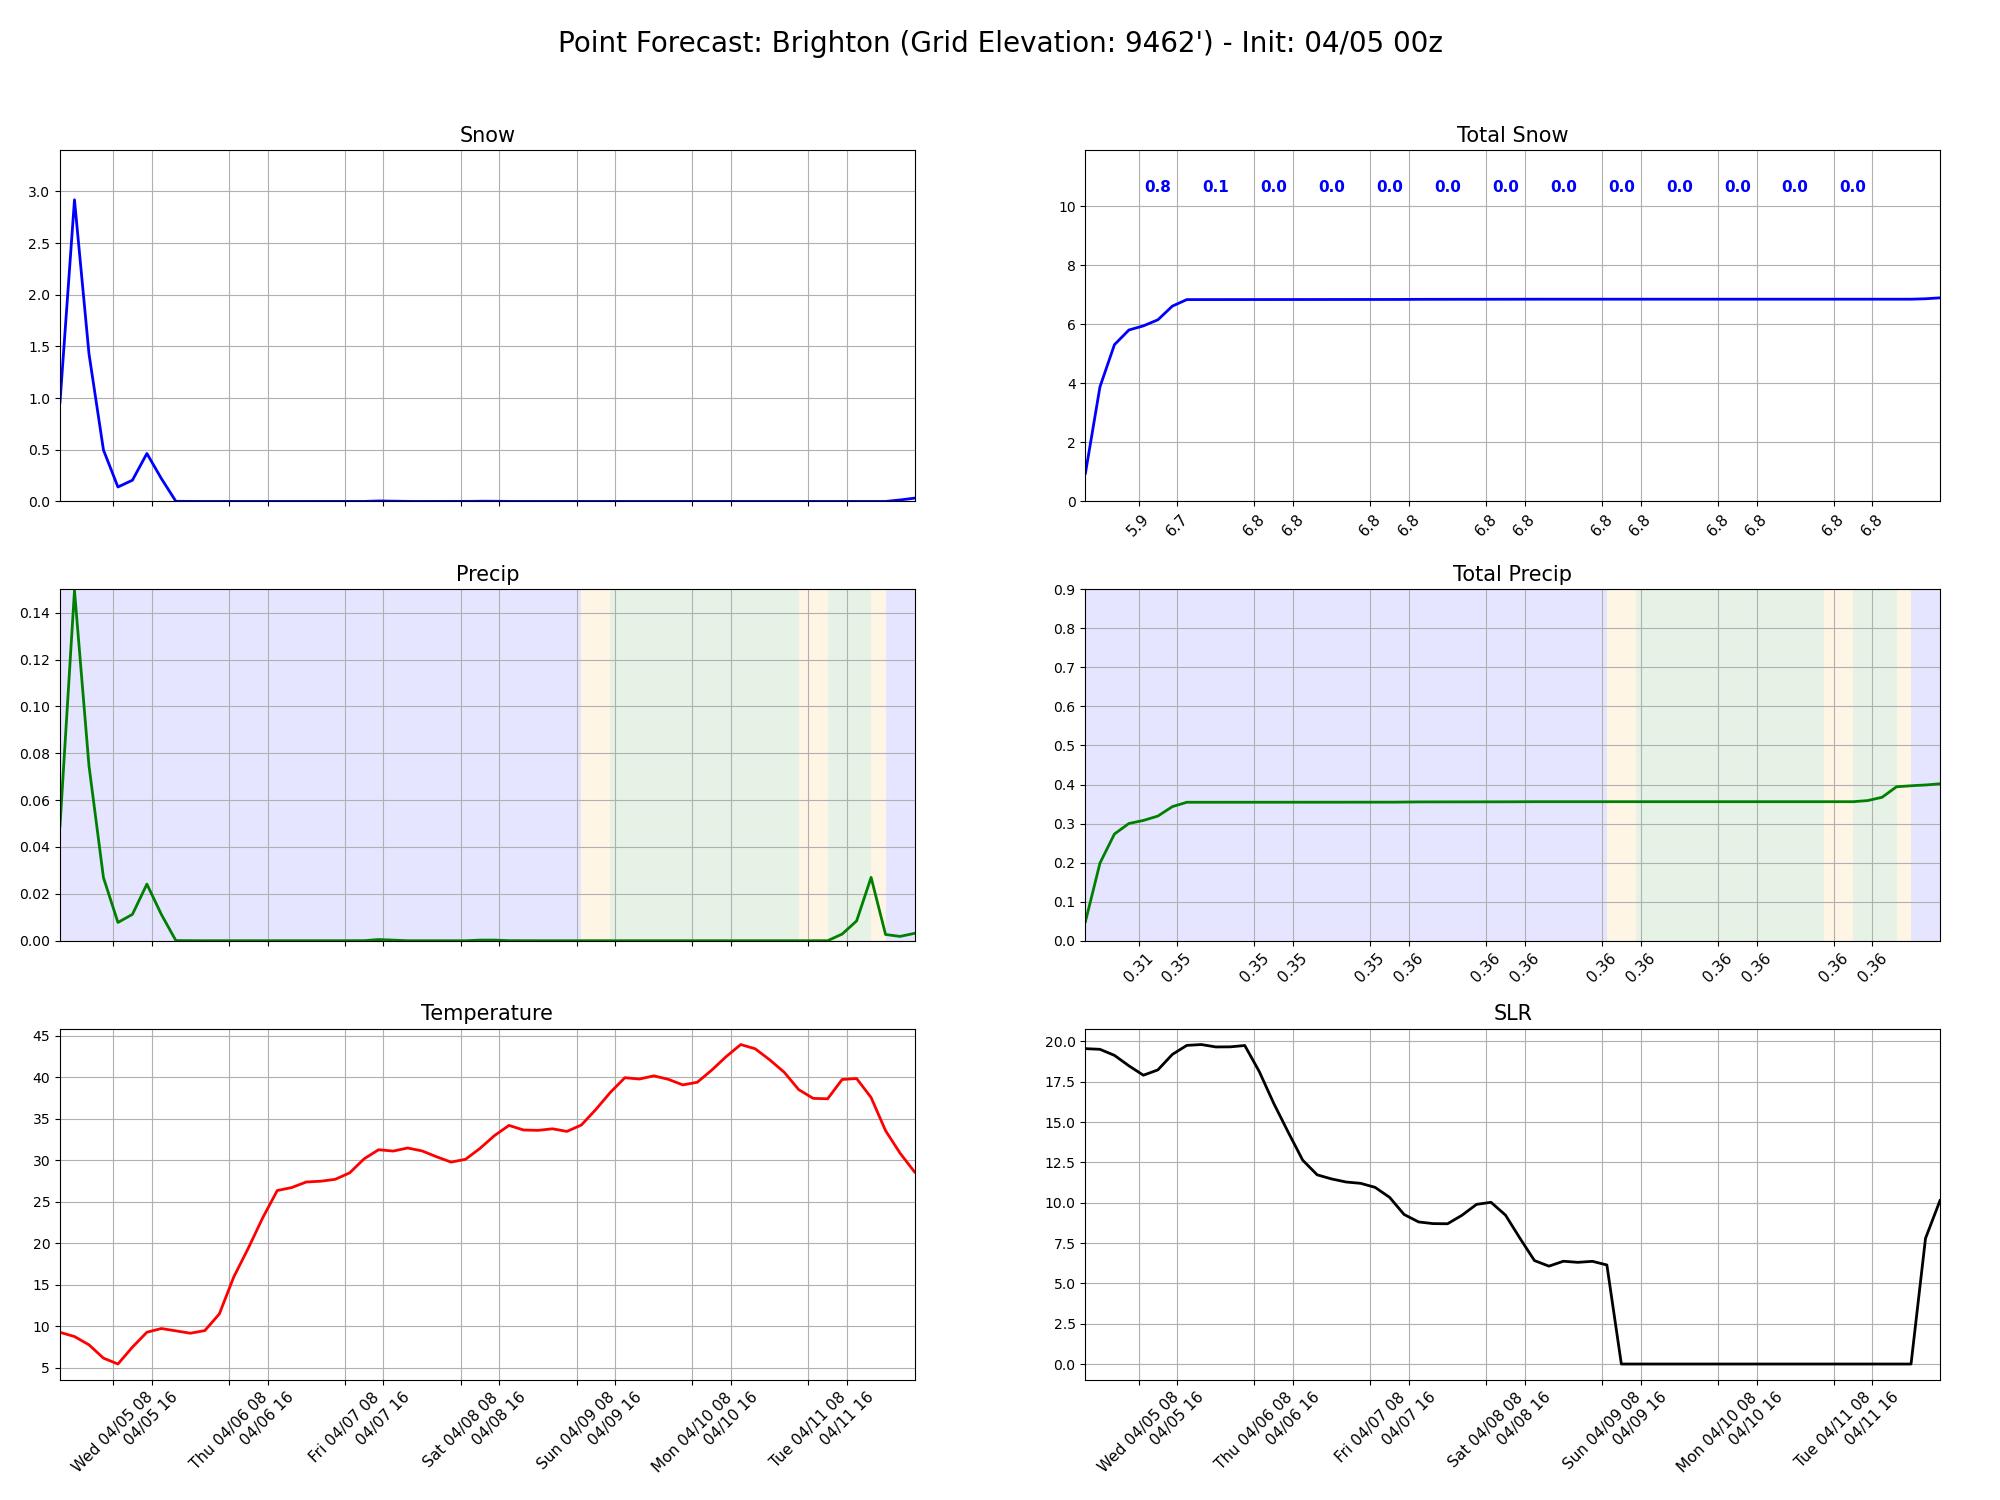 Point Forecast: Brighton (Grid Elevation: 9462') - Init: 04/05 00z
Snow
3.0
2.5
2.0
1.5
1.0
0.5
0.0
Total Snow
0.8 0.1 0.0 0.0 0.0 0.0 0.0 0.0 0.0 0.0 0.0 0.0 0.0
10
8
6
4
2
0
5.9 6.7 6.8 6.8 6.8 6.8 6.8 6.8 6.8 6.8 6.8 6.8 6.8 6.8
Precip
0.14
0.12
0.10
0.08
0.06
0.04
0.02
0.00
Total Precip
0.9
0.8
0.7
0.6
0.5
0.4
0.3
0.2
0.1
0.0
0.31 0.35 0.35 0.35 0.35 0.36 0.36 0.36 0.36 0.36 0.36 0.36 0.36 0.36
Temperature
45
40
35
30
25
20
15
10
5
Wed 04/05 08
04/05 16
Thu 04/06 08
04/06 16
Fri 04/07 08
04/07 16
Sat 04/08 08
04/08 16
Sun 04/09 08
04/09 16
Mon 04/10 08
04/10 16
Tue 04/11 08
04/11 16
SLR
20.0
17.5
15.0
12.5
10.0
7.5
5.0
2.5
0.0
Wed 04/05 08
04/05 16
Thu 04/06 08
04/06 16
Fri 04/07 08
04/07 16
Sat 04/08 08
04/08 16
Sun 04/09 08
04/09 16
Mon 04/10 08
04/10 16
Tue 04/11 08
04/11 16